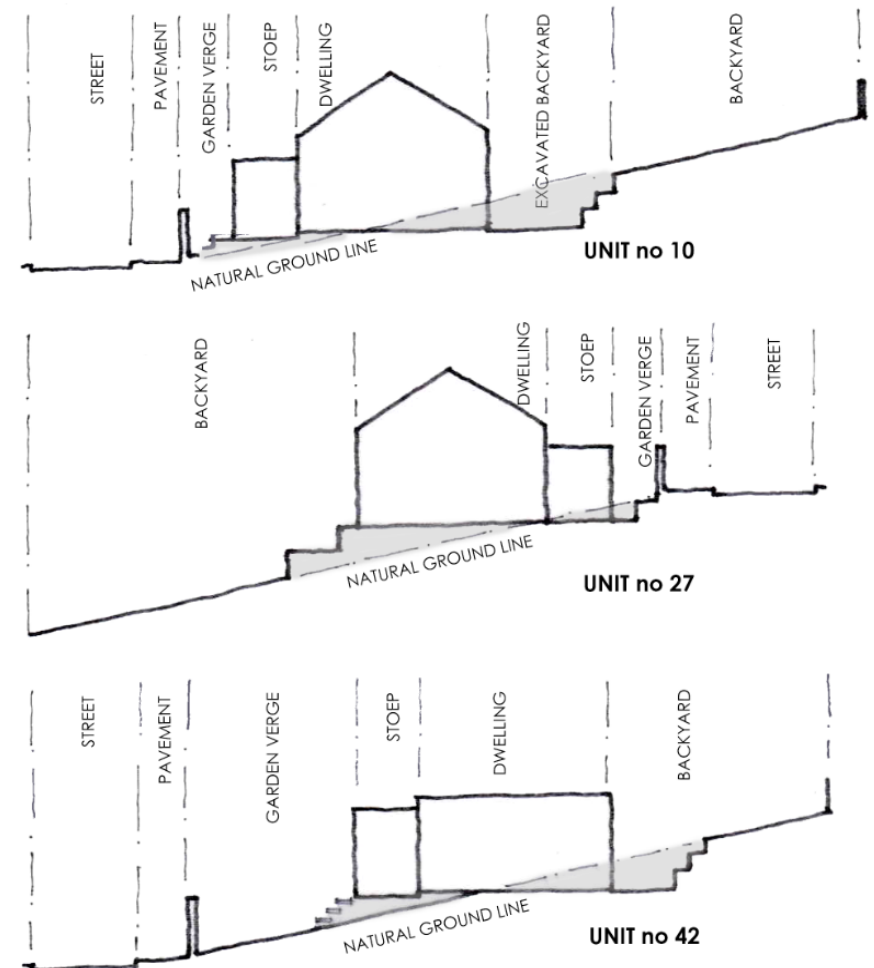 STREET
PAVEMENT
GARDEN VERGE
STOEP
DWELLING
EXCAVATED BACKYARD
BACKYARD
NATURAL GROUND LINE
UNIT no 10
BACKYARD
DWELLING
STOEP
GARDEN VERGE
PAVEMENT
STREET
NATURAL GROUND LINE
UNIT no 27
STREET
PAVEMENT
GARDEN VERGE
STOEP
DWELLING
BACKYARD
NATURAL GROUND LINE
UNIT no 42